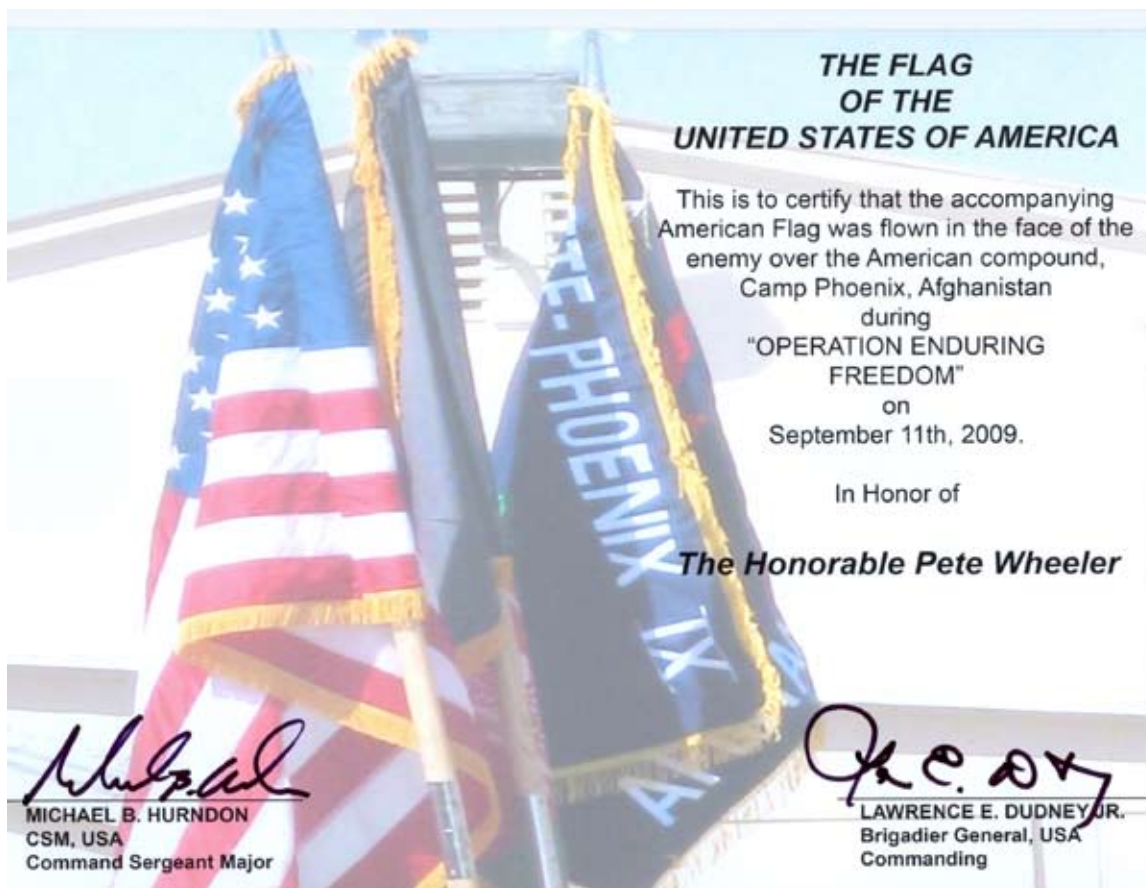 THE FLAG
OF THE
UNITED STATES OF AMERICA
This is to certify that the accompanying
American Flag was flown in the face of the
enemy over the American compound,
Camp Phoenix, Afghanistan
during
“OPERATION ENDURING
FREEDOM”
on
September 11th, 2009.
In Honor of
The Honorable Pete Wheeler
PHOENIX IX
MICHAEL B. HURNDON
CSM, USA
Command Sergeant Major
LAWRENCE E. DUDNEY JR.
Brigadier General, USA
Commanding